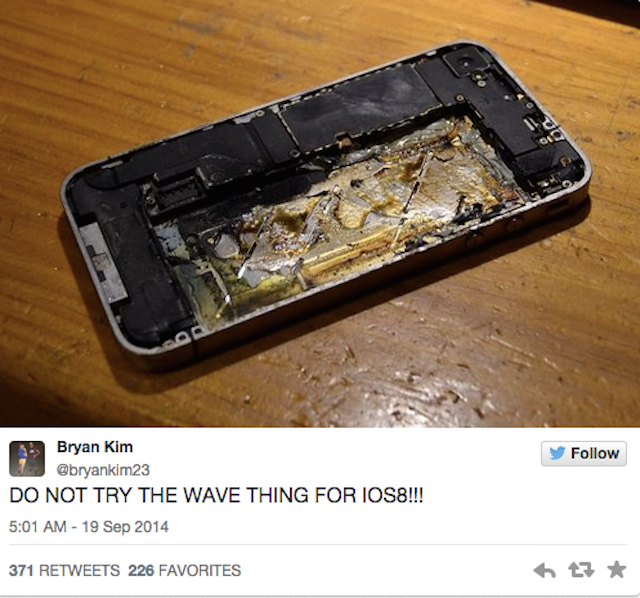 Bryan Kim
@bryankim23
Follow
DO NOT TRY THE WAVE THING FOR IOS8!!!
5:01 AM - 19 Sep 2014
371 RETWEETS 226 FAVORITES